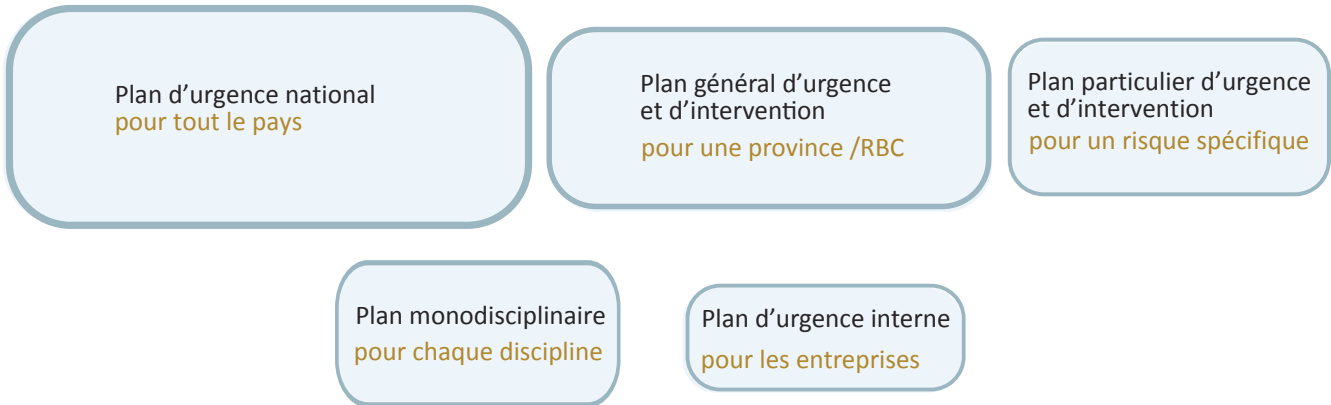 Plan d’urgence national
pour tout le pays
Plan général d’urgence
et d’intervention
pour une province /RBC
Plan particulier d’urgence
et d’intervention
pour un risque spécifique
Plan monodisciplinaire
pour chaque discipline
Plan d’urgence interne
pour les entreprises